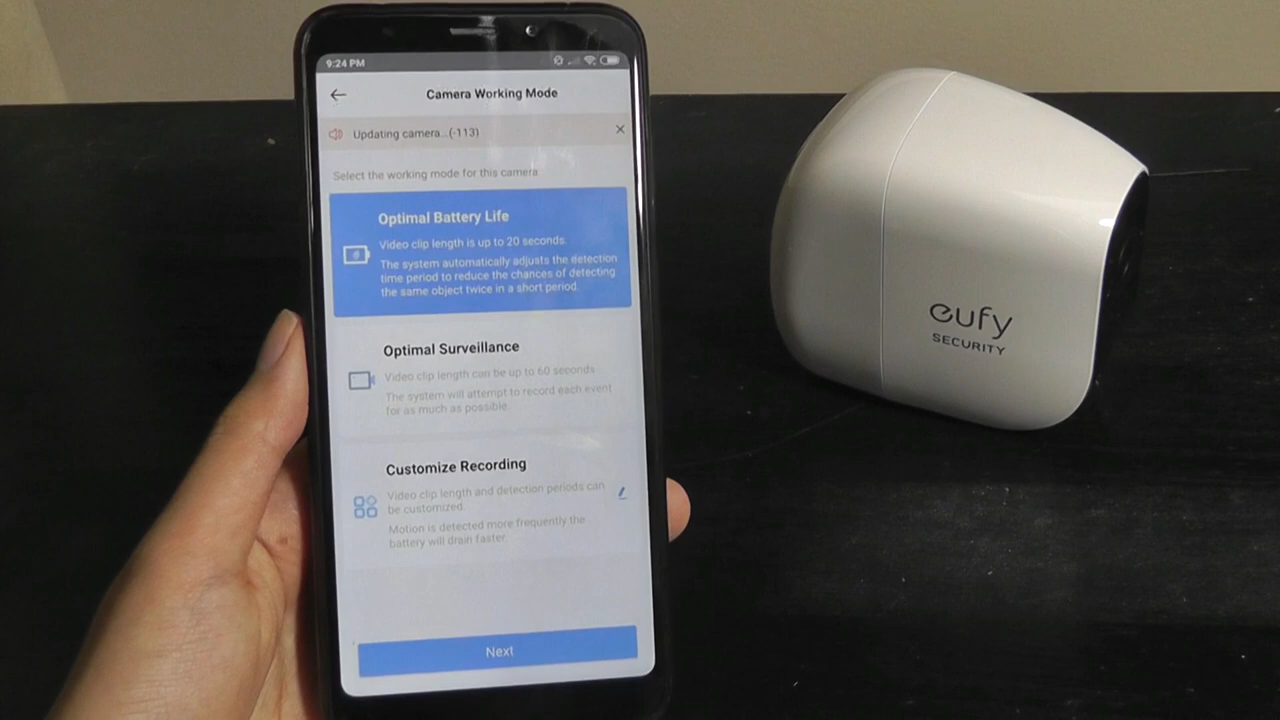 9:24 PM
Camera Working Mode
Updating camera...(-113)
Select the working mode for this camera
Optimal Battery Life
Video clip length is up to 20 seconds.
The system automatically adjusts the detection
time period to reduce the chances of detecting
the same object twice in a short period.
Optimal Surveillance
Video clip length can be up to 60 seconds.
The system will attempt to record each event
for as much as possible.
Customize Recording
Video clip length and detection periods can
be customized.
Motion is detected more frequently the
battery will drain faster.
Next
eufy
SECURITY